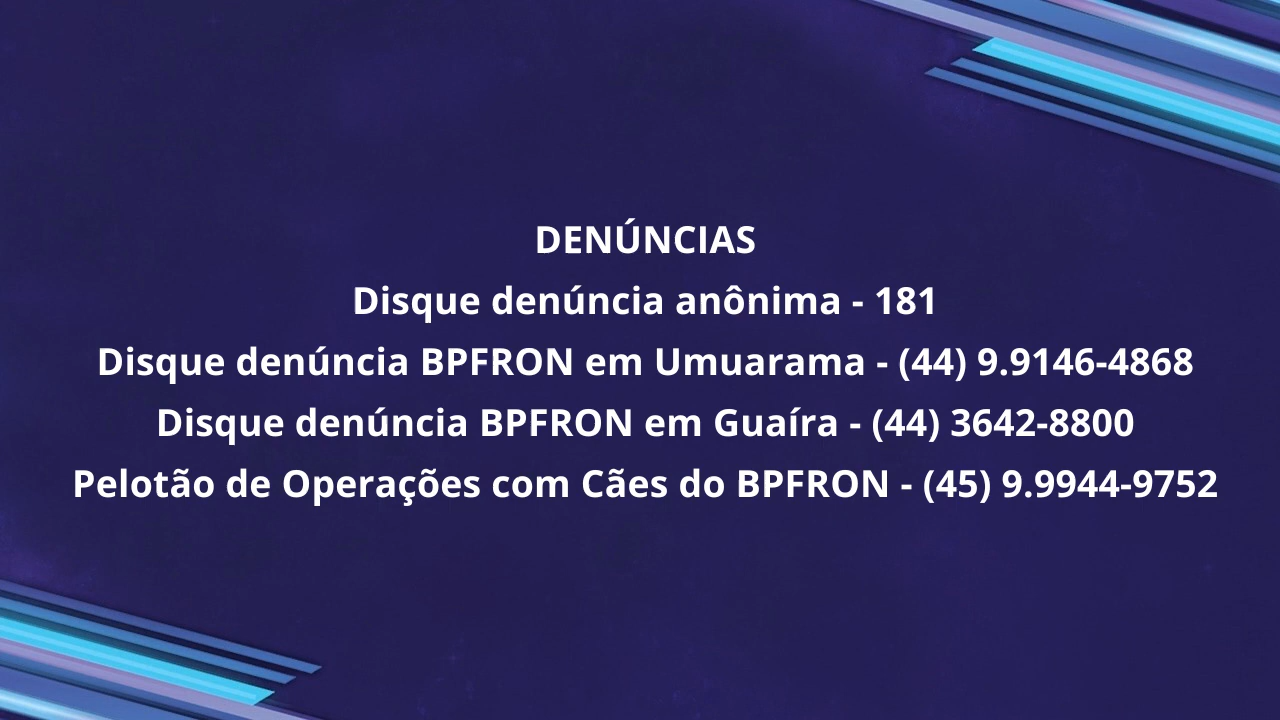 DENÚNCIAS
Disque denúncia anônima - 181
Disque denúncia BPFRON em Umuarama - (44) 9.9146-4868
Disque denúncia BPFRON em Guaíra - (44) 3642-8800
Pelotão de Operações com Cães do BPFRON - (45) 9.9944-9752